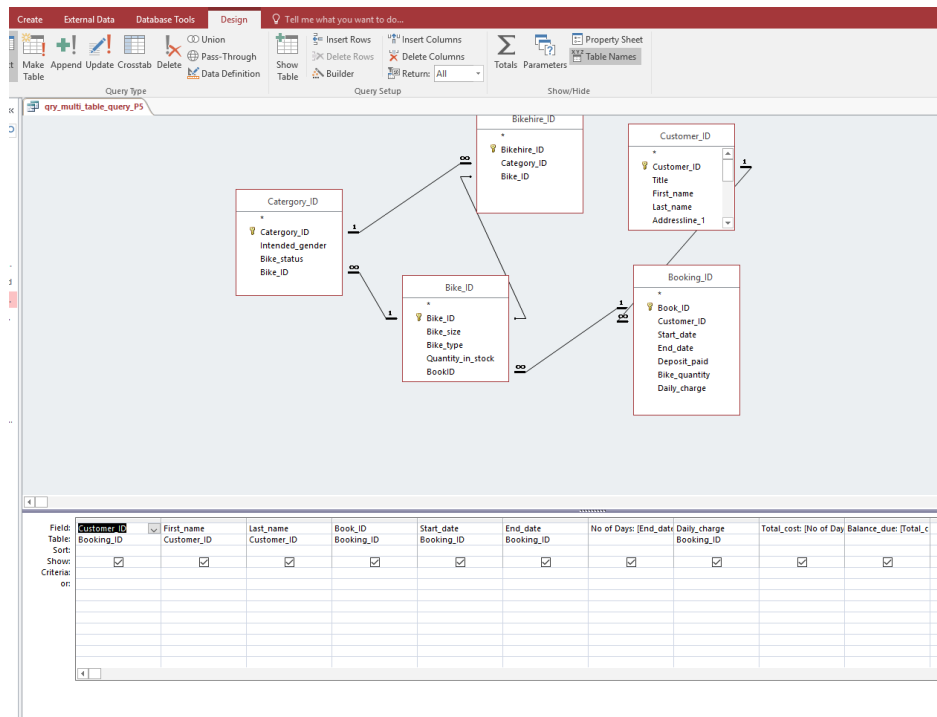 Create External Data Database Tools Design Tell me what you want to do...
Make Table Append Update Crosstab Delete
Union
Pass-Through
Data Definition
Query Type
Show Table
Insert Rows
Delete Rows
Builder
Insert Columns
Delete Columns
Return: All
Query Setup
Totals Parameters
Property Sheet
XYZ Table Names
Show/Hide
qry_multi_table_query_P5
Bikehire_ID
*
Bikehire_ID
Category_ID
Bike_ID
Customer_ID
*
Customer_ID
Title
First_name
Last_name
Addressline_1
Catergory_ID
*
Catergory_ID
Intended_gender
Bike_status
Bike_ID
Bike_ID
*
Bike_ID
Bike_size
Bike_type
Quantity_in_stock
BookID
Booking_ID
*
Book_ID
Customer_ID
Start_date
End_date
Deposit_paid
Bike_quantity
Daily_charge
∞
1
∞
1
∞
1
∞
1
Field: Customer_ID First_name Last_name Book_ID Start_date End_date No of Days: [End_date Daily_charge Total_cost: [No of Day Balance_due: [Total_c
Table: Booking_ID Customer_ID Customer_ID Booking_ID Booking_ID Booking_ID Booking_ID
Sort:
Show:
Criteria:
or: